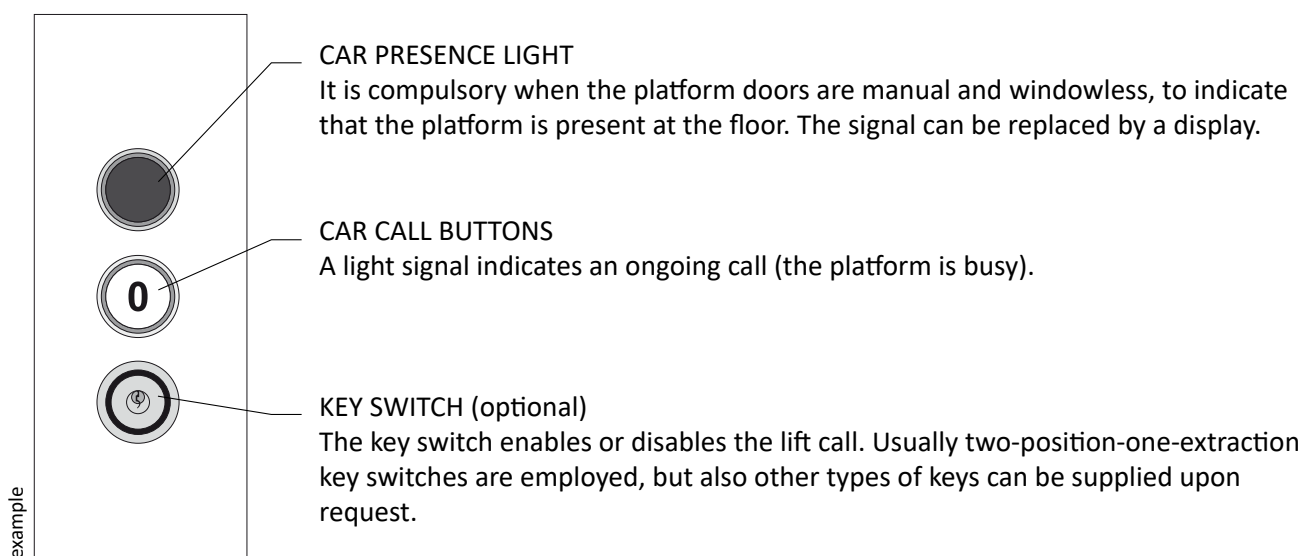 CAR PRESENCE LIGHT
It is compulsory when the platform doors are manual and windowless, to indicate
that the platform is present at the floor. The signal can be replaced by a display.
CAR CALL BUTTONS
A light signal indicates an ongoing call (the platform is busy).
0
KEY SWITCH (optional)
The key switch enables or disables the lift call. Usually two-position-one-extraction
key switches are employed, but also other types of keys can be supplied upon
request.
example